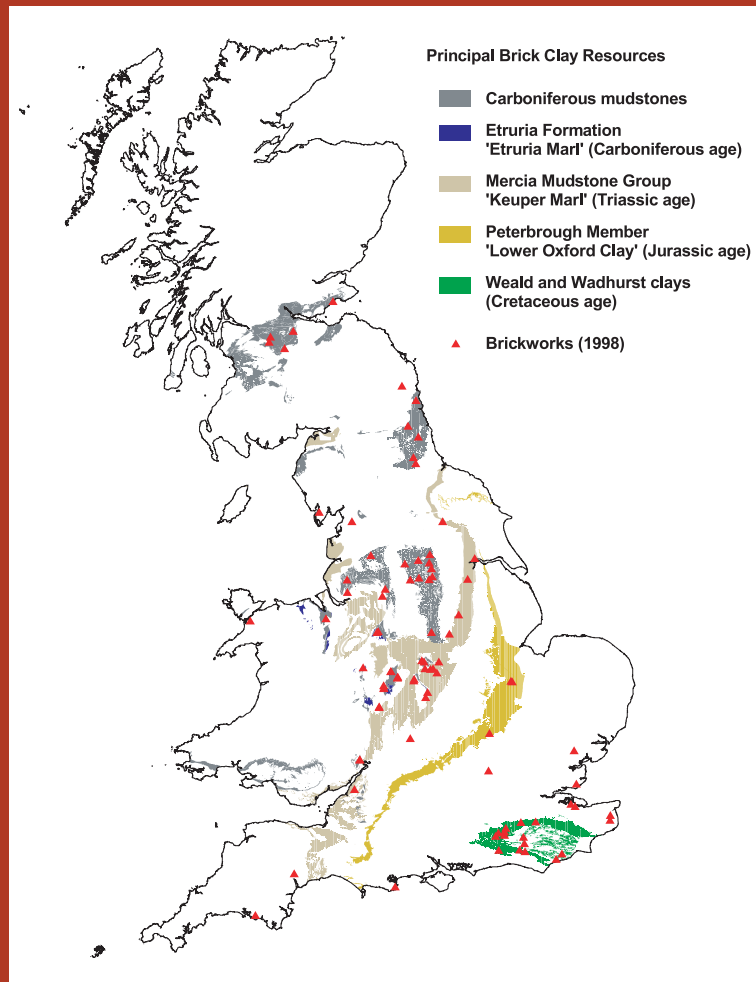 Principal Brick Clay Resources
Carboniferous mudstones
Etruria Formation
'Etruria Marl' (Carboniferous age)
Mercia Mudstone Group
'Keuper Marl' (Triassic age)
Peterbrough Member
'Lower Oxford Clay' (Jurassic age)
Weald and Wadhurst clays
(Cretaceous age)
Brickworks (1998)